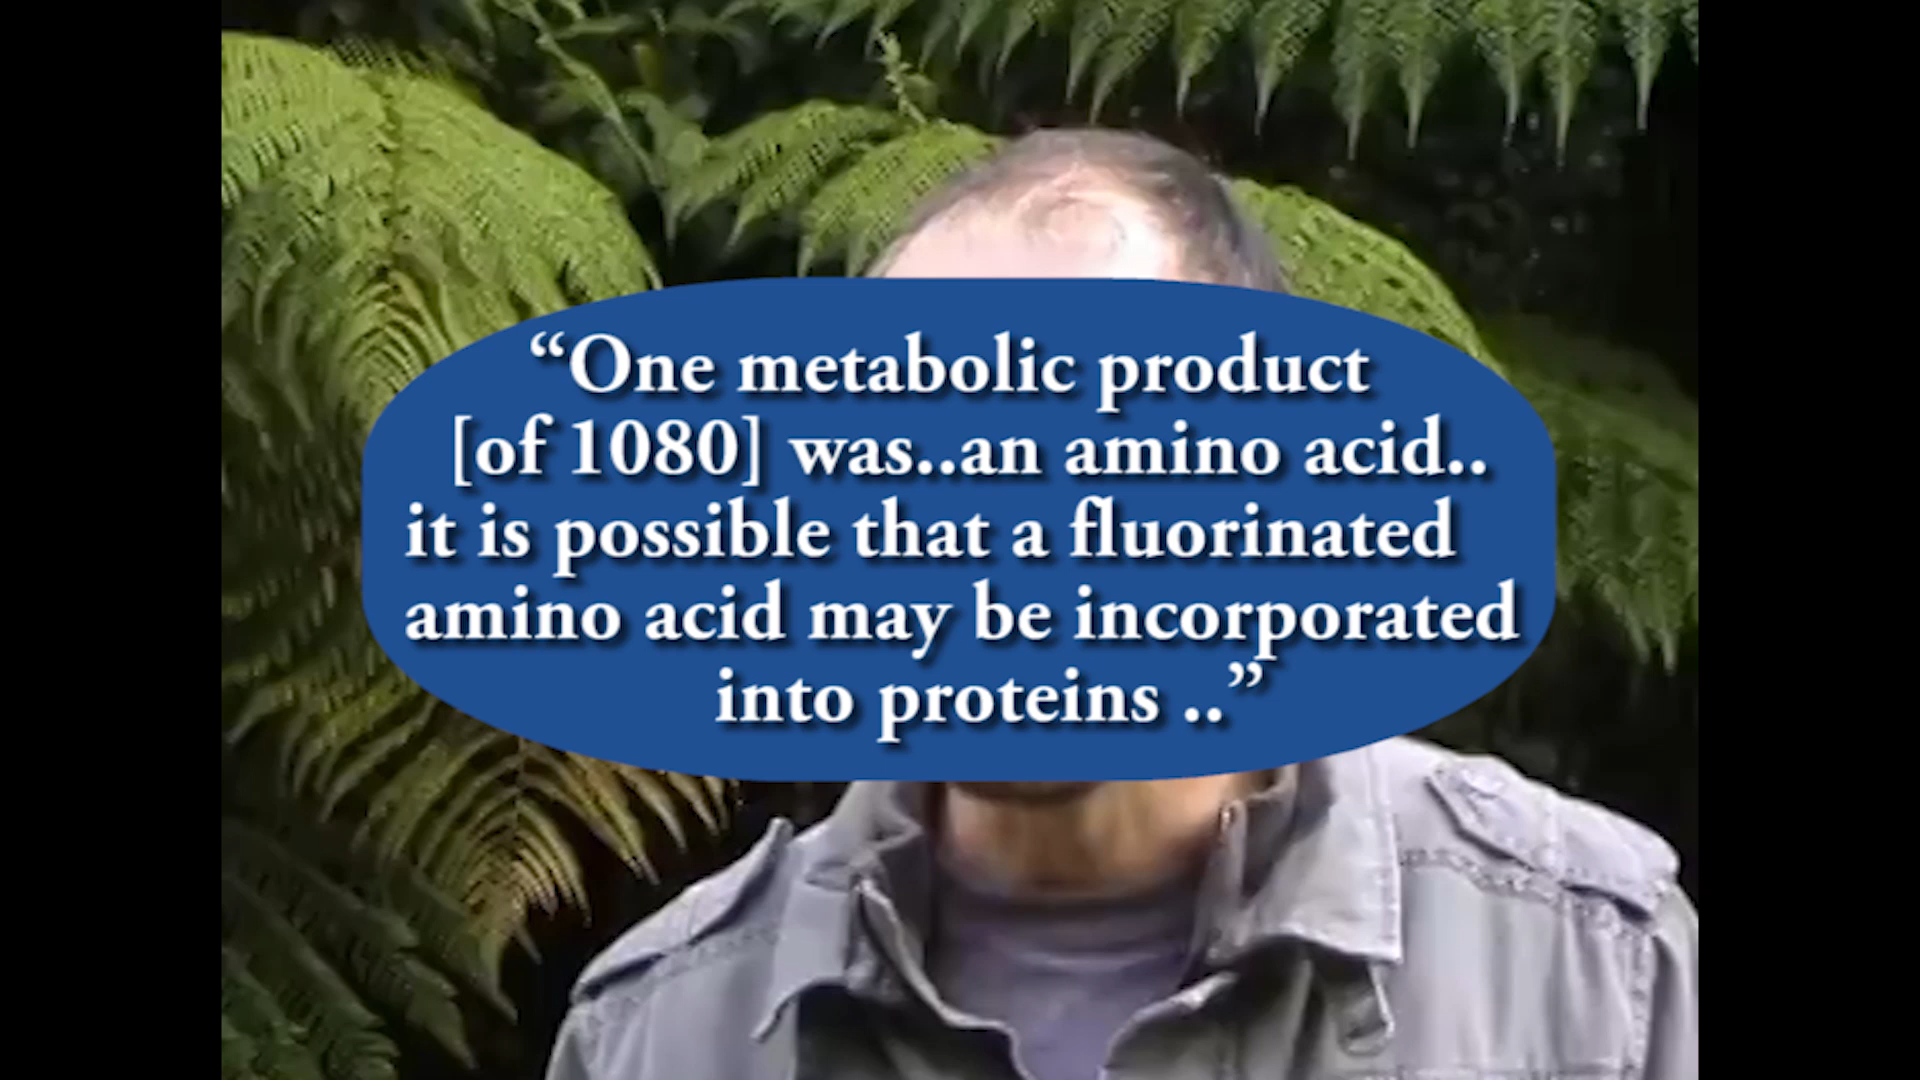 “One metabolic product
[of 1080] was..an amino acid..
it is possible that a fluorinated
amino acid may be incorporated
into proteins ..”